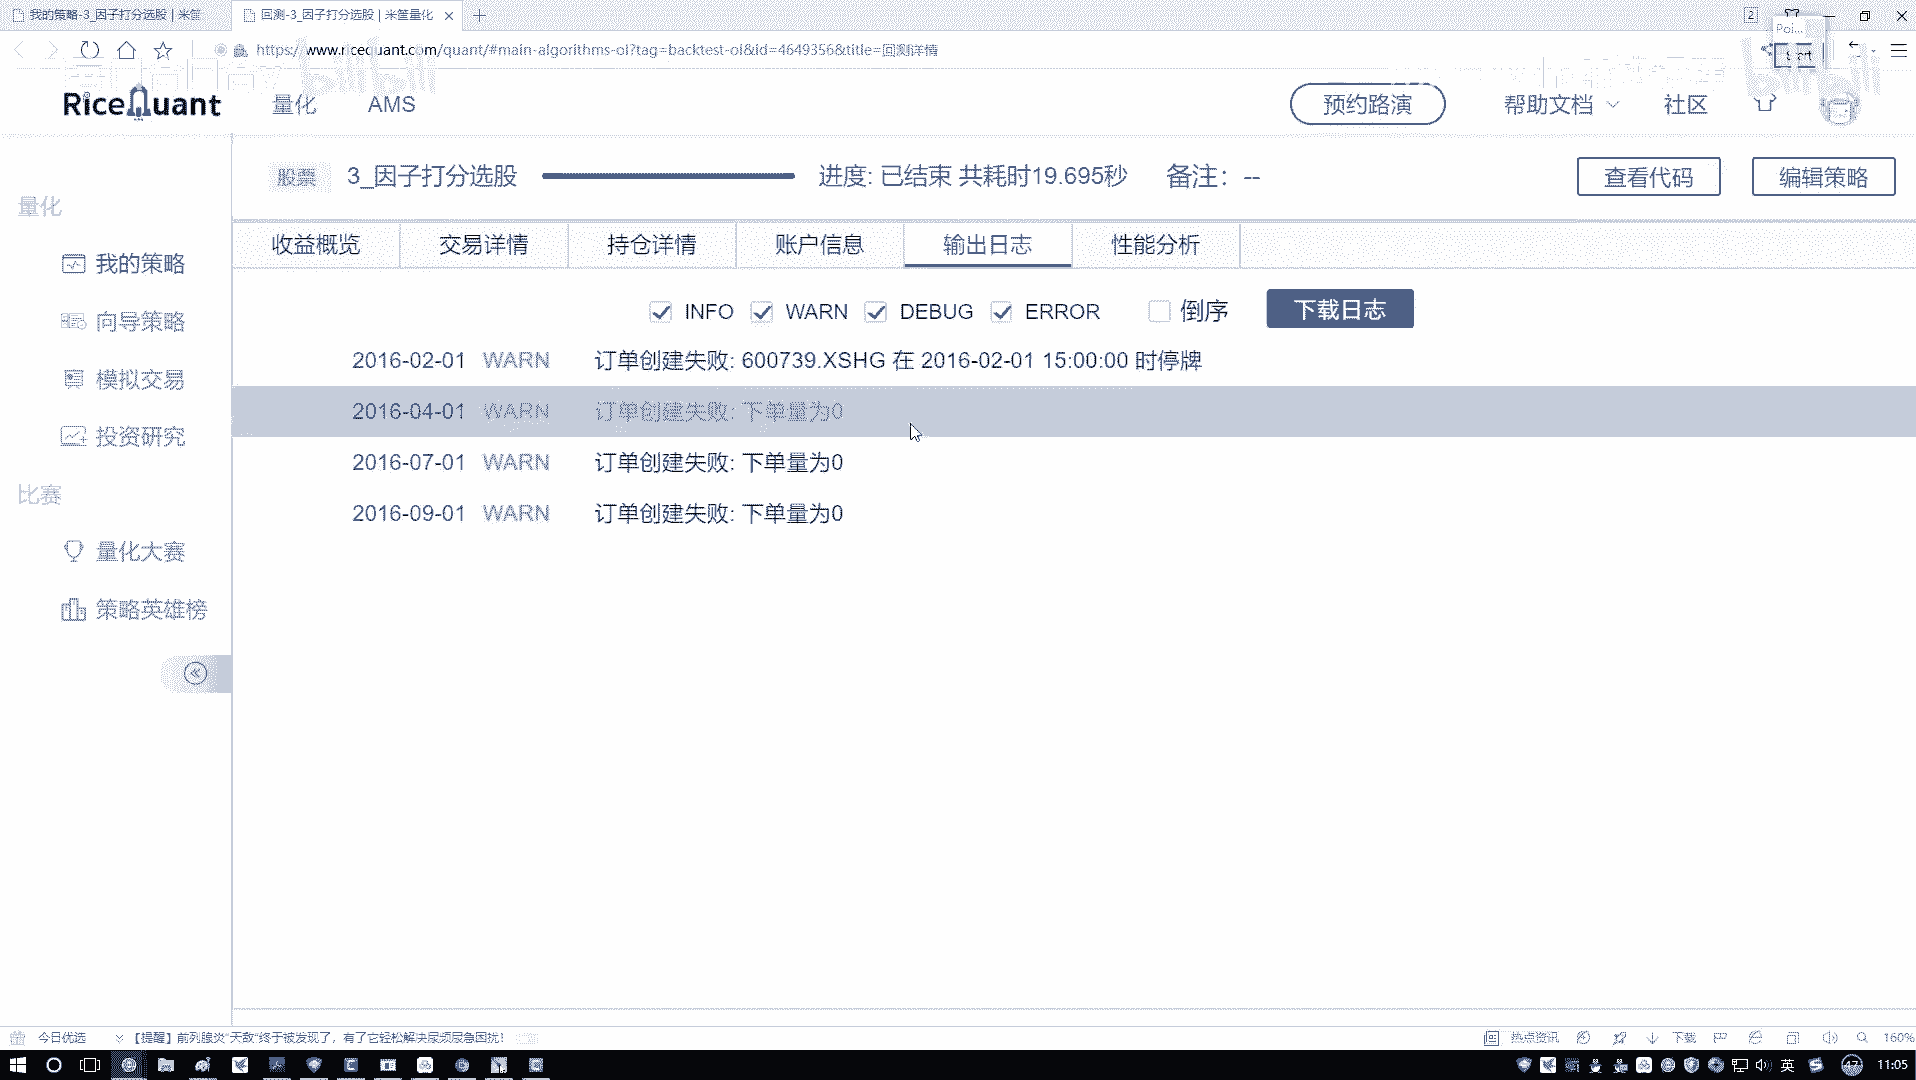 我的策略-3_因子打分选股 | 米筐
回测-3_因子打分选股 | 米筐量化
2
https://www.ricequant.com/quant/#main-algorithms-ol?tag=backtest-ol&id=4649356&title=回测详情
Poi...
Start
RiceQuant
量化
AMS
预约路演
帮助文档
社区
bilibili
股票
3_因子打分选股
进度: 已结束 共耗时19.695秒
备注: --
查看代码
编辑策略
量化
我的策略
向导策略
模拟交易
投资研究
比赛
量化大赛
策略英雄榜
收益概览
交易详情
持仓详情
账户信息
输出日志
性能分析
INFO
WARN
DEBUG
ERROR
倒序
下载日志
2016-02-01 WARN 订单创建失败: 600739.XSHG 在 2016-02-01 15:00:00 时停牌
2016-04-01 WARN 订单创建失败: 下单量为0
2016-07-01 WARN 订单创建失败: 下单量为0
2016-09-01 WARN 订单创建失败: 下单量为0
今日优选
【提醒】前列腺炎"天敌"终于被发现了，有了它轻松解决尿频尿急困扰!
热点资讯
下载
160%
英
47
11:05